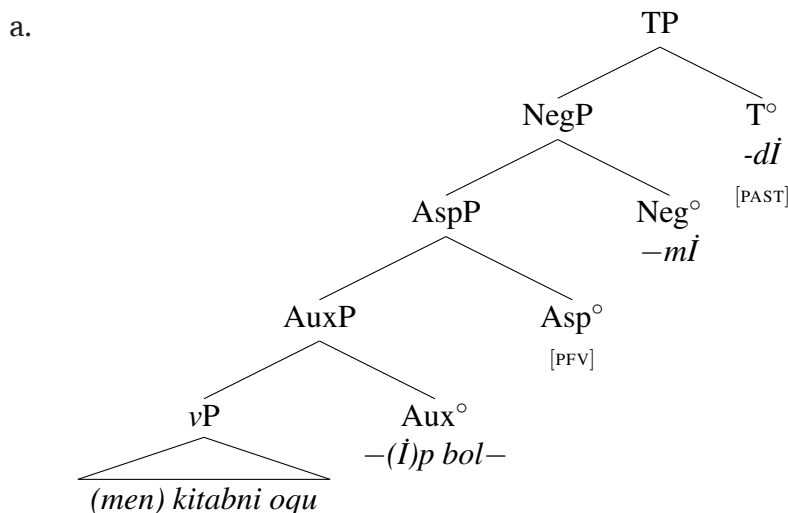 a.
TP
NegP T°
-dİ
[PAST]
AspP Neg°
−mİ
AuxP Asp°
[PFV]
vP Aux°
−(İ)p bol−
(men) kitabni oqu